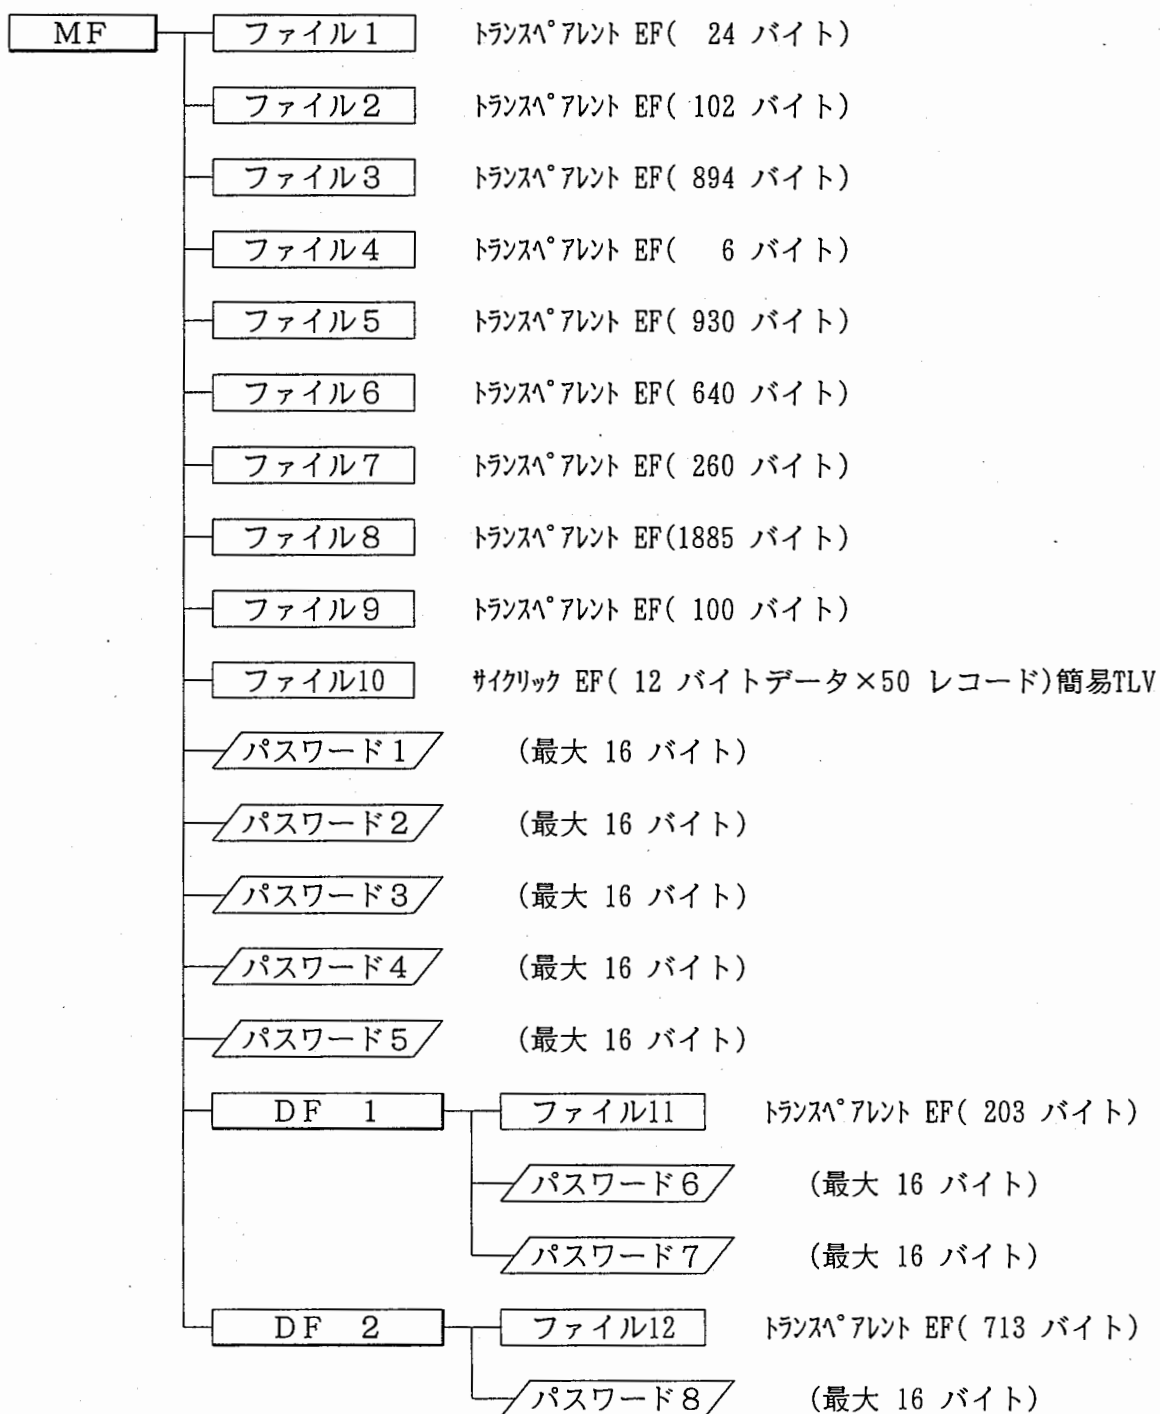 MF ファイル1 トランスペアレント EF( 24 バイト)
ファイル2 トランスペアレント EF( 102 バイト)
ファイル3 トランスペアレント EF( 894 バイト)
ファイル4 トランスペアレント EF( 6 バイト)
ファイル5 トランスペアレント EF( 930 バイト)
ファイル6 トランスペアレント EF( 640 バイト)
ファイル7 トランスペアレント EF( 260 バイト)
ファイル8 トランスペアレント EF(1885 バイト)
ファイル9 トランスペアレント EF( 100 バイト)
ファイル10 サイクリック EF( 12 バイトデータ×50 レコード)簡易TLV
パスワード1 (最大 16 バイト)
パスワード2 (最大 16 バイト)
パスワード3 (最大 16 バイト)
パスワード4 (最大 16 バイト)
パスワード5 (最大 16 バイト)
DF 1 ファイル11 トランスペアレント EF( 203 バイト)
パスワード6 (最大 16 バイト)
パスワード7 (最大 16 バイト)
DF 2 ファイル12 トランスペアレント EF( 713 バイト)
パスワード8 (最大 16 バイト)